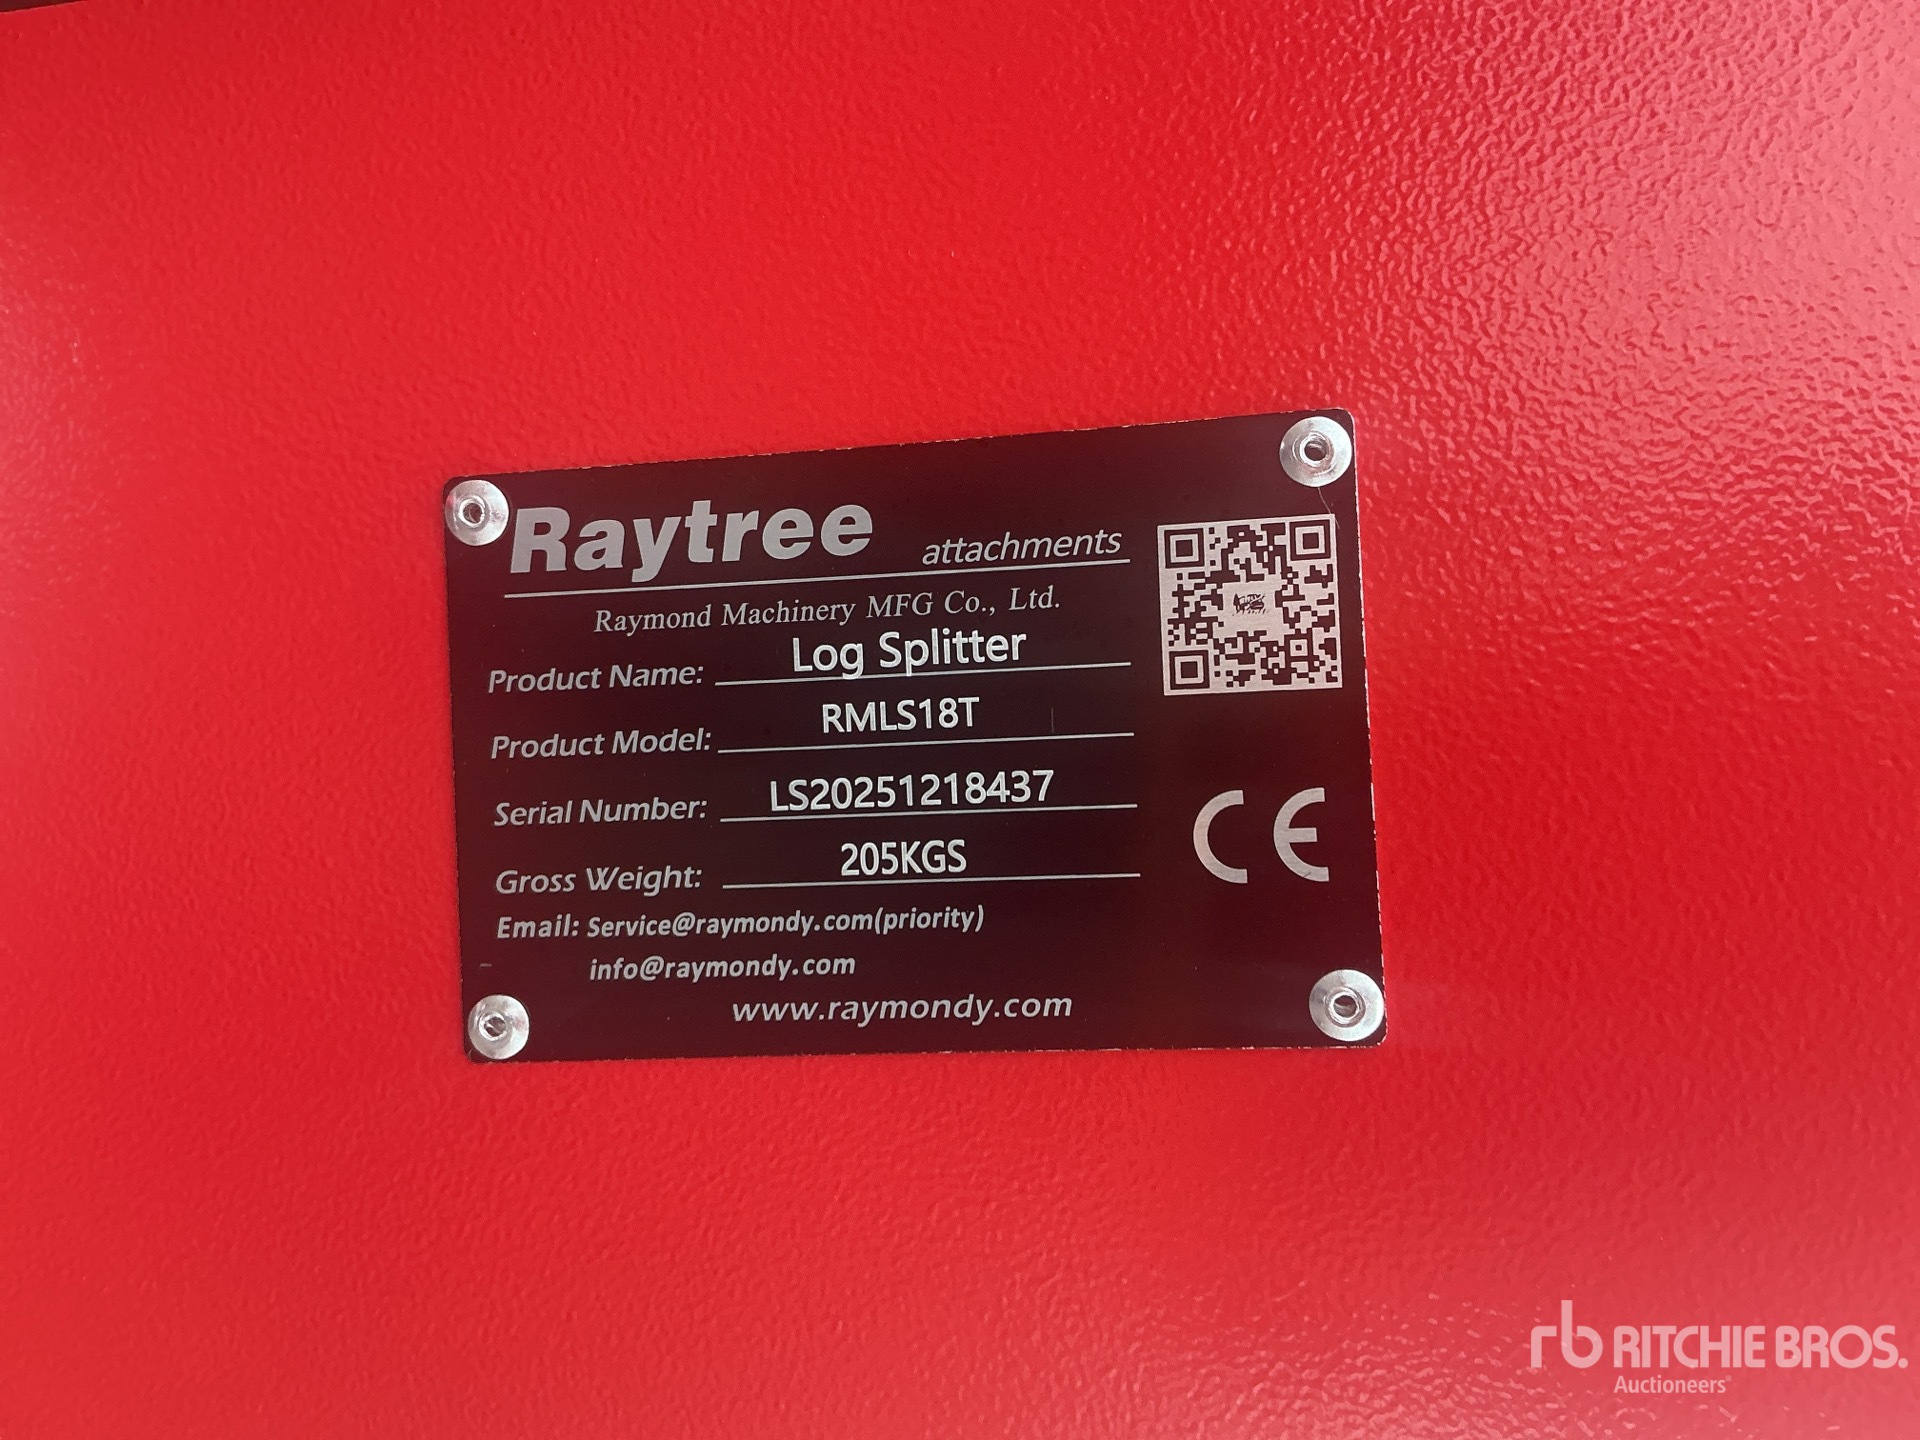 Raytree attachments
Raymond Machinery MFG Co., Ltd.
Product Name: Log Splitter
Product Model: RMLS18T
Serial Number: LS20251218437
Gross Weight: 205KGS
CE
Email: Service@raymondy.com(priority)
info@raymondy.com
www.raymondy.com
rb RITCHIE BROS.
Auctioneers